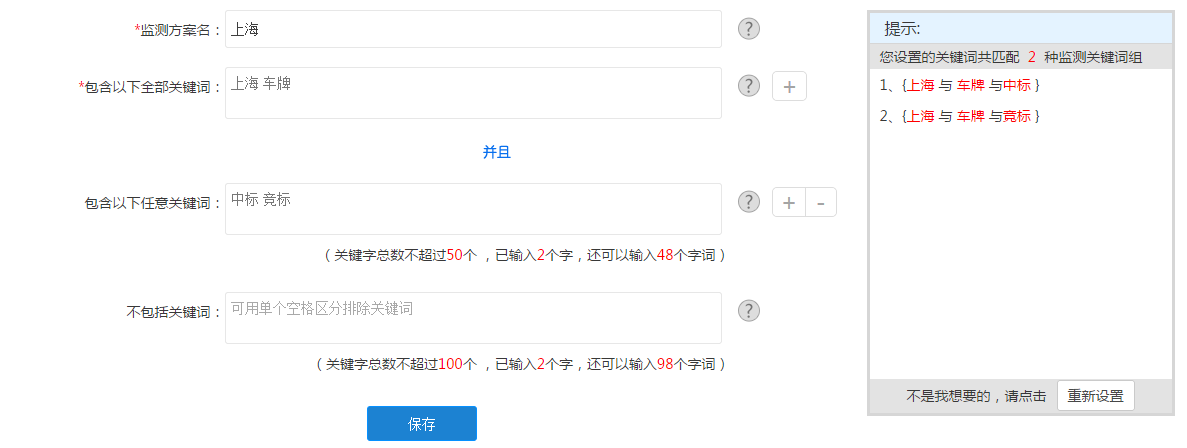 *监测方案名：上海 ?
*包含以下全部关键词：上海 车牌 ? +
并且
包含以下任意关键词：中标 竞标 ? + -
（关键字总数不超过50个 ，已输入2个字，还可以输入48个字词）
不包括关键词：可用单个空格区分排除关键词 ?
（关键字总数不超过100个 ，已输入2个字，还可以输入98个字词）
保存
提示:
您设置的关键词共匹配 2 种监测关键词组
1、{上海 与 车牌 与中标 }
2、{上海 与 车牌 与竞标 }
不是我想要的，请点击 重新设置